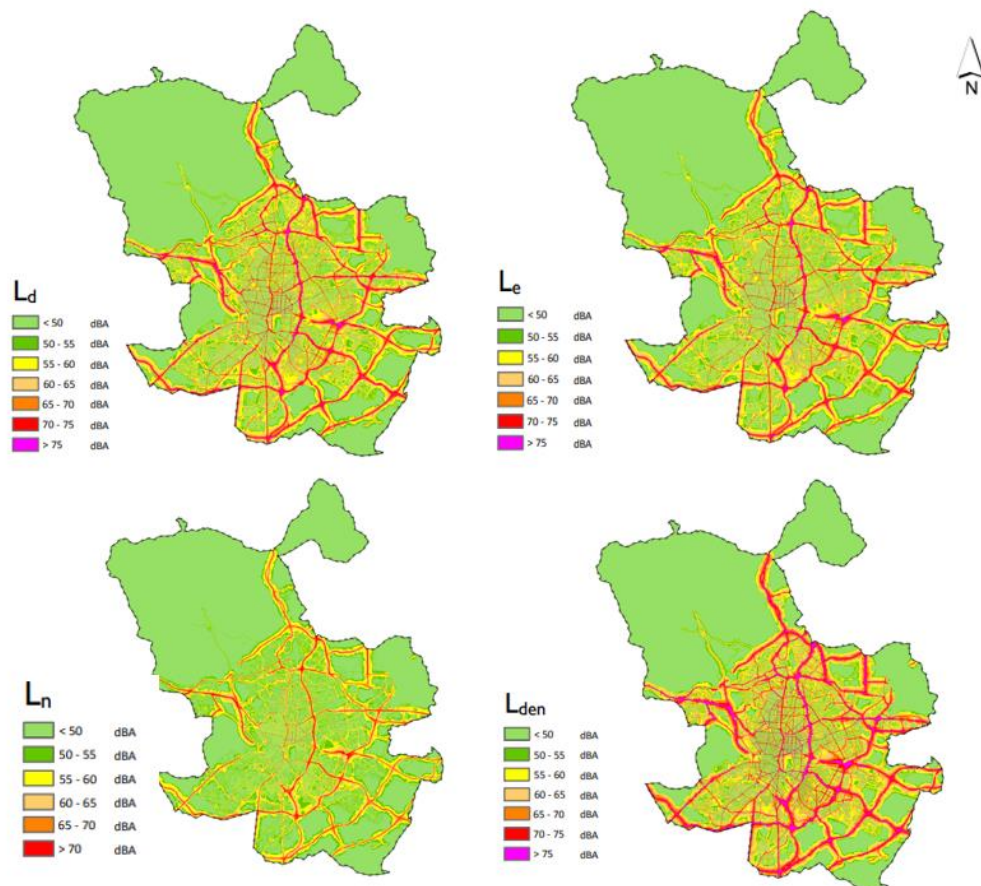 N
Ld
< 50 dBA
50 - 55 dBA
55 - 60 dBA
60 - 65 dBA
65 - 70 dBA
70 - 75 dBA
> 75 dBA
Le
< 50 dBA
50 - 55 dBA
55 - 60 dBA
60 - 65 dBA
65 - 70 dBA
70 - 75 dBA
> 75 dBA
Ln
< 50 dBA
50 - 55 dBA
55 - 60 dBA
60 - 65 dBA
65 - 70 dBA
> 70 dBA
Lden
< 50 dBA
50 - 55 dBA
55 - 60 dBA
60 - 65 dBA
65 - 70 dBA
70 - 75 dBA
> 75 dBA